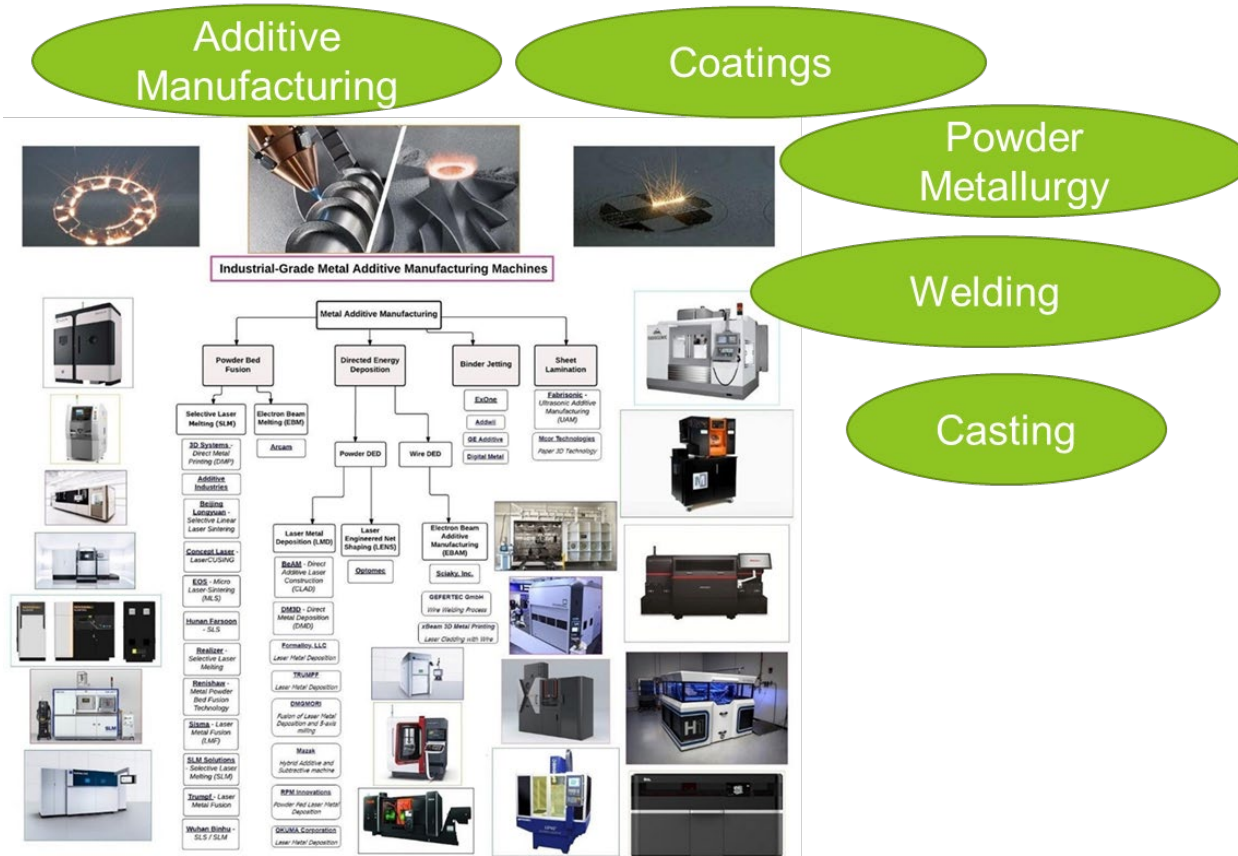 Additive
Manufacturing
Coatings
Powder
Metallurgy
Welding
Casting
Industrial-Grade Metal Additive Manufacturing Machines
Metal Additive Manufacturing
Powder Bed
Fusion
Directed Energy
Deposition
Binder Jetting
Sheet
Lamination
Selective Laser
Melting (SLM)
Electron Beam
Melting (EBM)
3D Systems -
Direct Metal
Printing (DMP)
Additive
Industries
Beijing
Longyuan -
Selective Linear
Laser Sintering
Concept Laser -
LaserCUSING
EOS - Micro
Laser-Sintering
(MLS)
Hunan Farsoon
- SLS
Realizer -
Selective Laser
Melting
Renishaw -
Metal Powder
Bed Fusion
Technology
Sisma - Laser
Metal Fusion
(LMF)
SLM Solutions
- Selective Laser
Melting (SLM)
Trumpf - Laser
Metal Fusion
Wuhan Binhu -
SLS / SLM
Arcam
Powder DED
Wire DED
Laser Metal
Deposition (LMD)
Laser
Engineered Net
Shaping (LENS)
Electron Beam
Additive
Manufacturing
(EBAM)
BeAM - Direct
Additive Laser
Construction
(CLAD)
DM3D - Direct
Metal Deposition
(DMD)
Formalloy, LLC
Laser Metal Deposition
TRUMPF
Laser Metal Deposition
DMGMORI
Fusion of Laser Metal
Deposition and 5-axis
milling
Mazak
Hybrid Additive and
Subtractive machine
RPM Innovations
Powder Fed Laser Metal
Deposition
OKUMA Corporation
Laser Metal Deposition
Optomec
Sciaky, Inc.
GEFERTEC GmbH
Wire Welding Process
xBeam 3D Metal Printing
Laser Cladding with Wire
ExOne
Addwii
GE Additive
Digital Metal
Fabrisonic -
Ultrasonic Additive
Manufacturing
(UAM)
Mcor Technologies
Paper 3D Technology
SLM
H